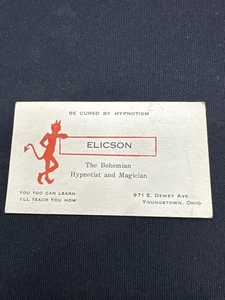 BE CURED BY HYPNOTISM
ELICSON
The Bohemian
Hypnotist and Magician
YOU TOO CAN LEARN
I'LL TEACH YOU HOW
871 E. DEWEY AVE.
YOUNGSTOWN, OHIO